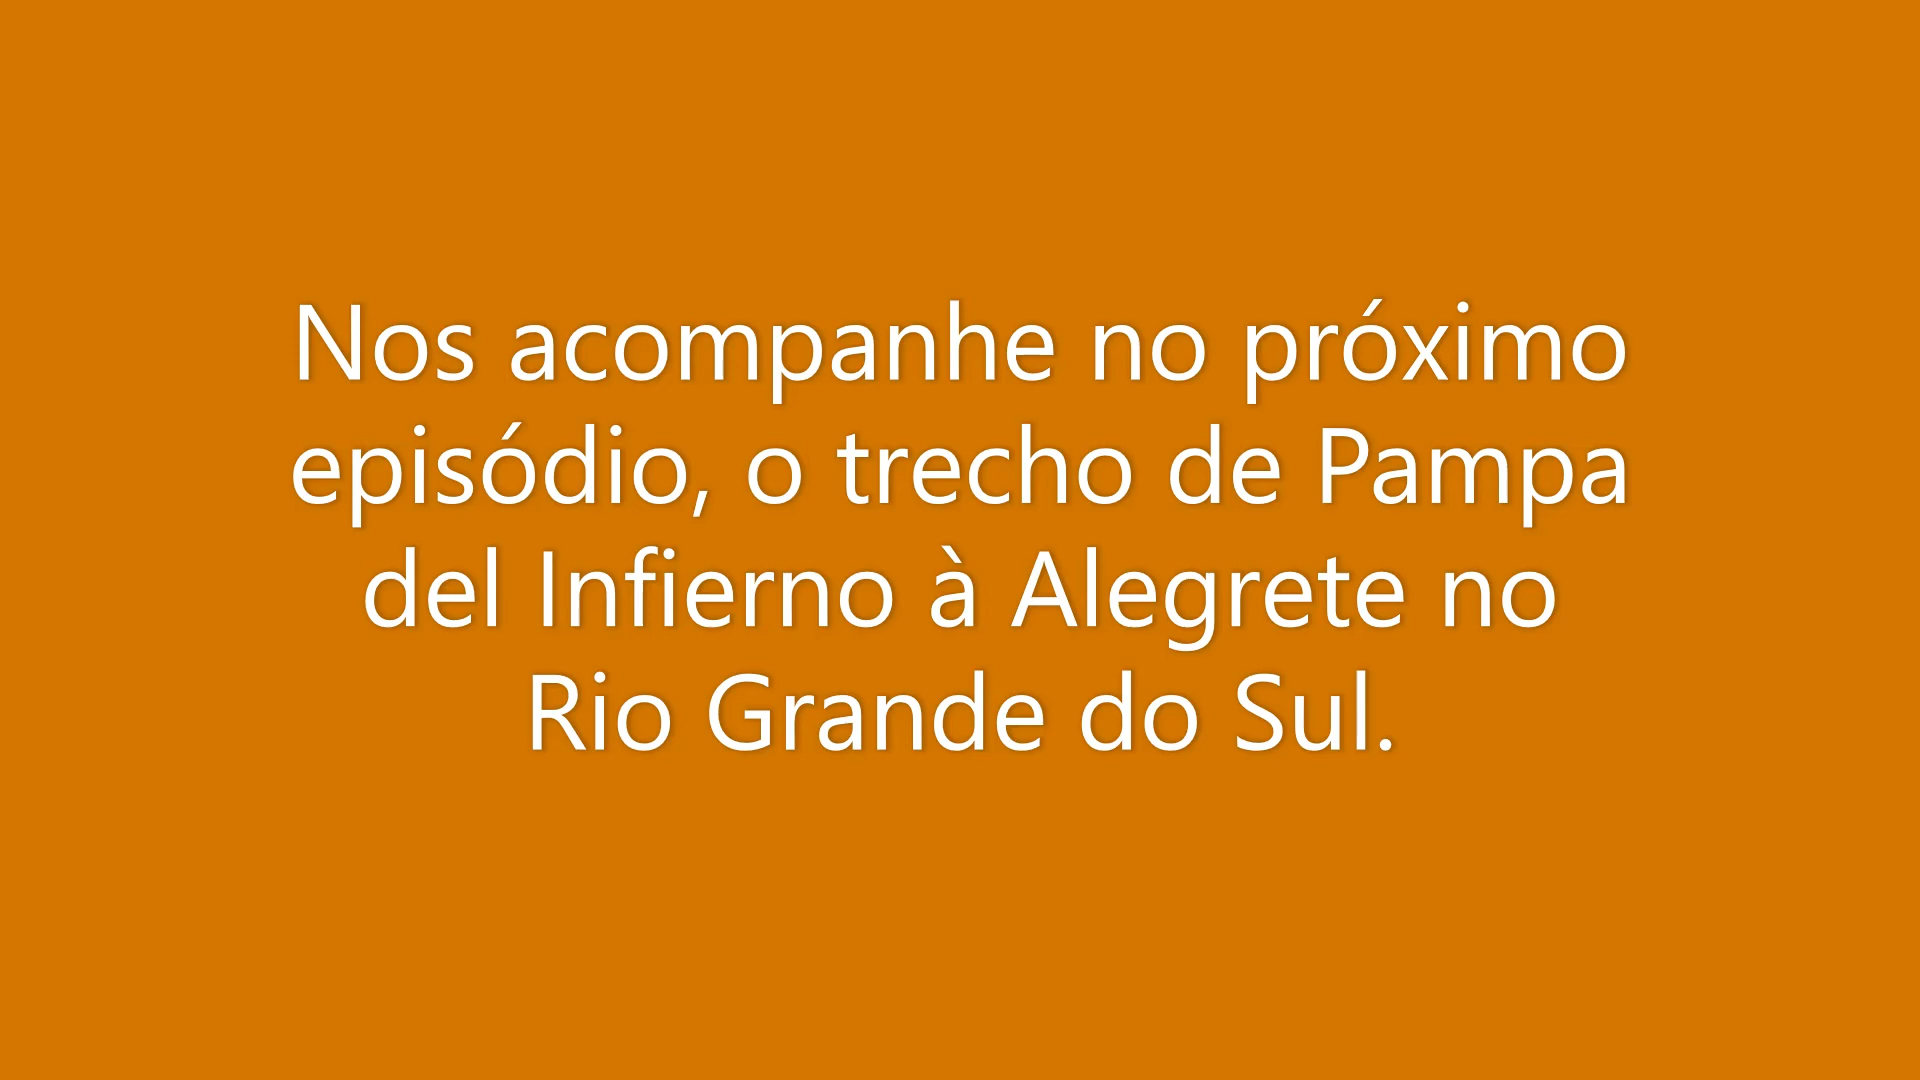 Nos acompanhe no próximo
episódio, o trecho de Pampa
del Infierno à Alegrete no
Rio Grande do Sul.